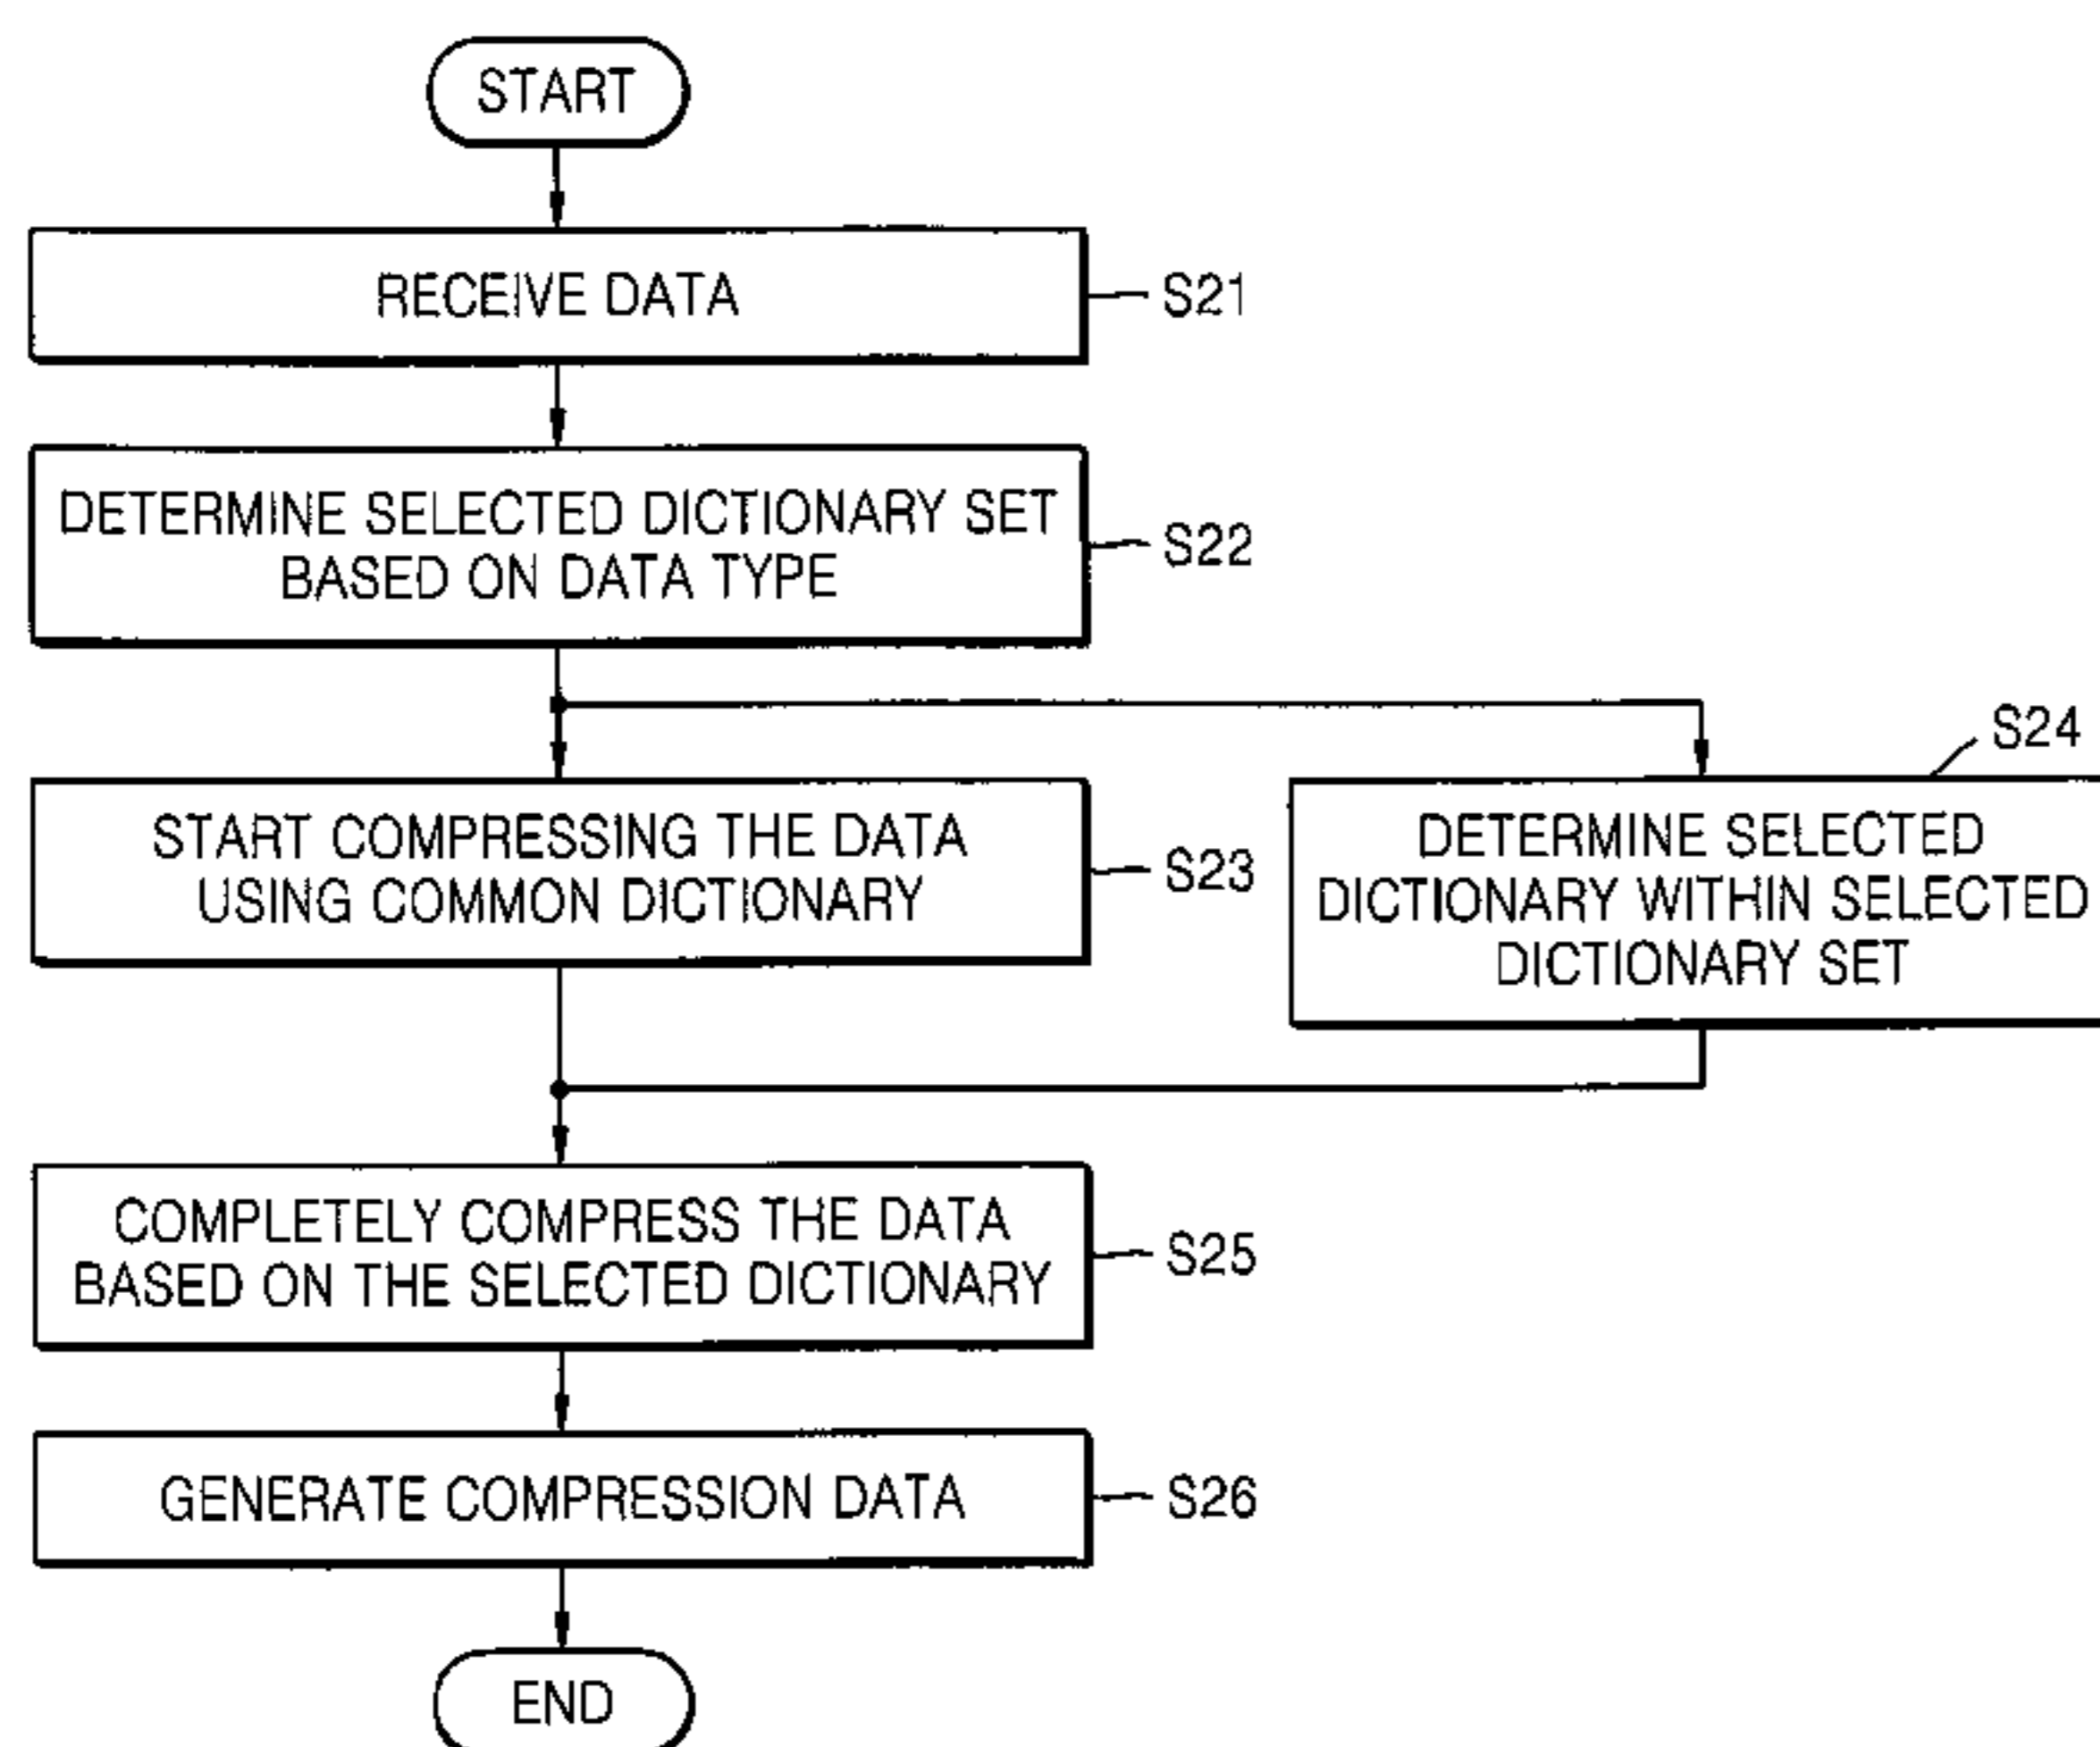 START
RECEIVE DATA
S21
DETERMINE SELECTED DICTIONARY SET
BASED ON DATA TYPE
S22
START COMPRESSING THE DATA
USING COMMON DICTIONARY
S23
S24
DETERMINE SELECTED
DICTIONARY WITHIN SELECTED
DICTIONARY SET
COMPLETELY COMPRESS THE DATA
BASED ON THE SELECTED DICTIONARY
S25
GENERATE COMPRESSION DATA
S26
END